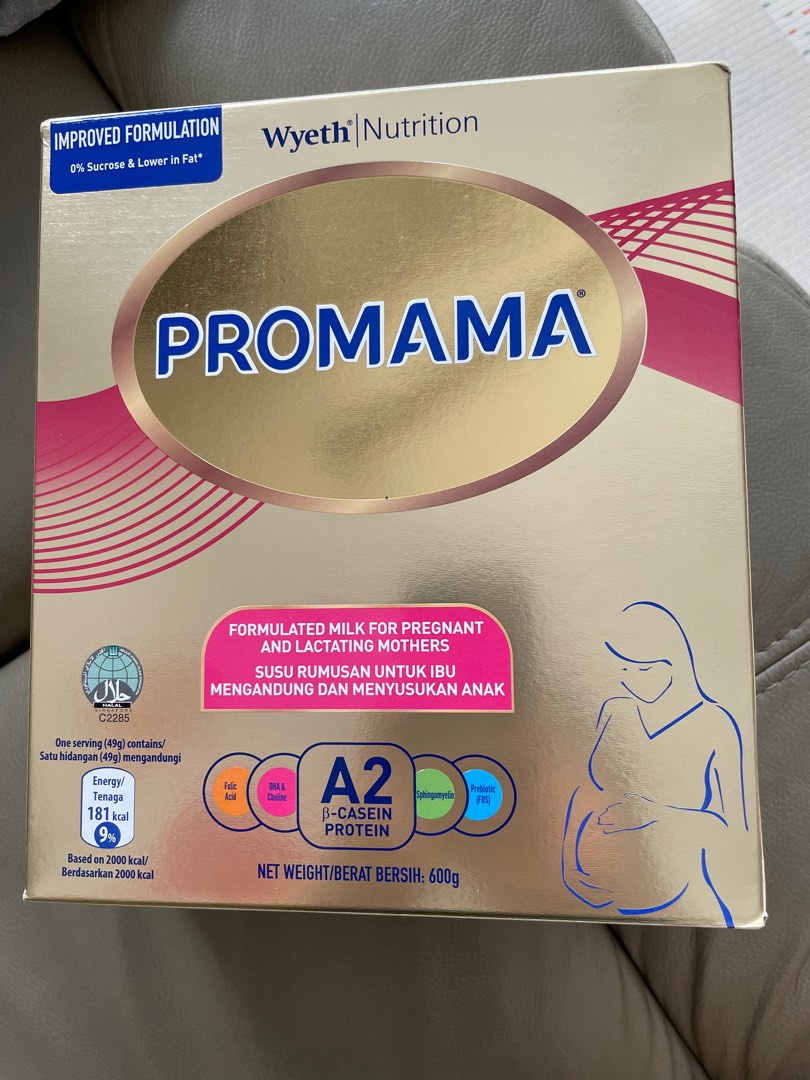 IMPROVED FORMULATION
0% Sucrose & Lower in Fat*
Wyeth® | Nutrition
PROMAMA®
FORMULATED MILK FOR PREGNANT
AND LACTATING MOTHERS
SUSU RUMUSAN UNTUK IBU
MENGANDUNG DAN MENYUSUKAN ANAK
حلال
HALAL
SINGAPORE
C2285
One serving (49g) contains/
Satu hidangan (49g) mengandungi
Energy/
Tenaga
181 kcal
9%
Based on 2000 kcal/
Berdasarkan 2000 kcal
Folic
Acid
DHA &
Choline
A2
β-CASEIN
PROTEIN
Sphingomyelin
Prebiotic
(FOS)
NET WEIGHT/BERAT BERSIH: 600g